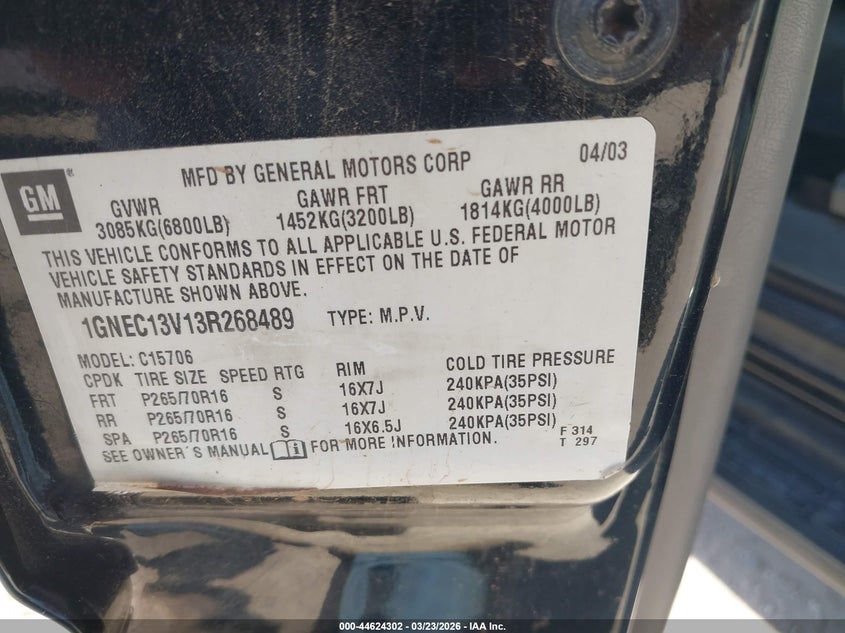 GM
®
MFD BY GENERAL MOTORS CORP 04/03
GVWR GAWR FRT GAWR RR
3085KG(6800LB) 1452KG(3200LB) 1814KG(4000LB)
THIS VEHICLE CONFORMS TO ALL APPLICABLE U.S. FEDERAL MOTOR
VEHICLE SAFETY STANDARDS IN EFFECT ON THE DATE OF
MANUFACTURE SHOWN ABOVE.
1GNEC13V13R268489 TYPE: M.P.V.
MODEL: C15706
CPDK TIRE SIZE SPEED RTG RIM COLD TIRE PRESSURE
FRT P265/70R16 S 16X7J 240KPA(35PSI)
RR P265/70R16 S 16X7J 240KPA(35PSI)
SPA P265/70R16 S 16X6.5J 240KPA(35PSI)
SEE OWNER'S MANUAL i FOR MORE INFORMATION.
F 314
T 297
000-44624302 - 03/23/2026 - IAA Inc.